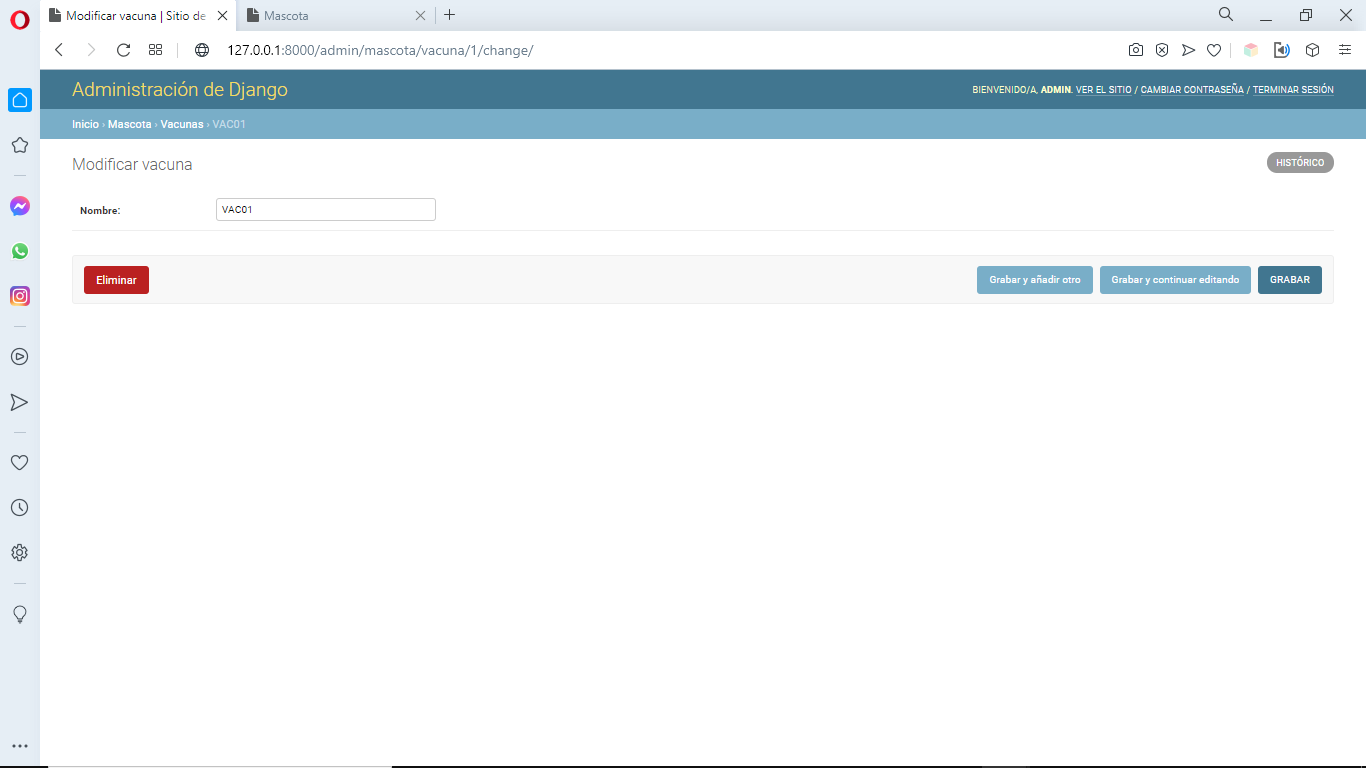 Modificar vacuna | Sitio de
Mascota
127.0.0.1:8000/admin/mascota/vacuna/1/change/
Administración de Django
BIENVENIDO/A, ADMIN. VER EL SITIO / CAMBIAR CONTRASEÑA / TERMINAR SESIÓN
Inicio › Mascota › Vacunas › VAC01
Modificar vacuna
HISTÓRICO
Nombre:
VAC01
Eliminar
Grabar y añadir otro
Grabar y continuar editando
GRABAR